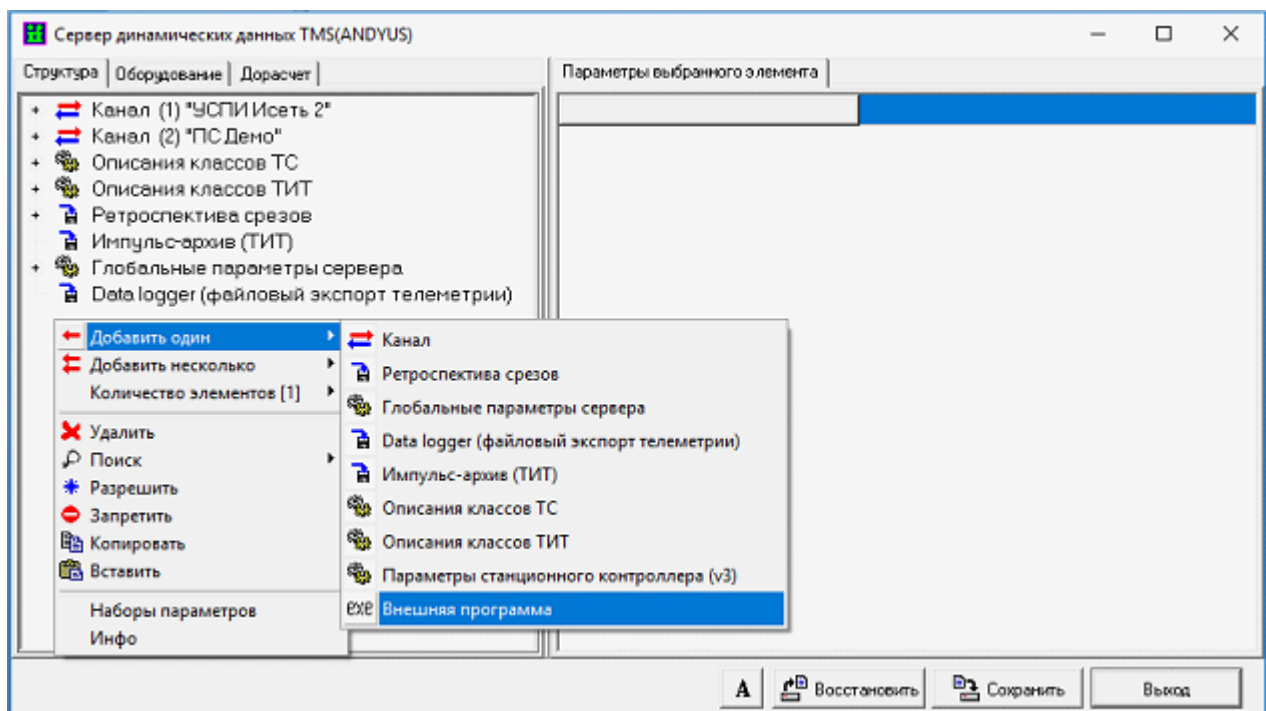 Сервер динамических данных TMS(ANDYUS)
Структура Оборудование Дорасчет
Параметры выбранного элемента
Канал (1) "УСПИ Исеть 2"
Канал (2) "ПС Демо"
Описания классов ТС
Описания классов ТИТ
Ретроспектива срезов
Импульс-архив (ТИТ)
Глобальные параметры сервера
Data logger (файловый экспорт телеметрии)
Добавить один
Добавить несколько
Количество элементов [1]
Удалить
Поиск
Разрешить
Запретить
Копировать
Вставить
Наборы параметров
Инфо
Канал
Ретроспектива срезов
Глобальные параметры сервера
Data logger (файловый экспорт телеметрии)
Импульс-архив (ТИТ)
Описания классов ТС
Описания классов ТИТ
Параметры станционного контроллера (v3)
exe Внешняя программа
A Восстановить Сохранить Выход